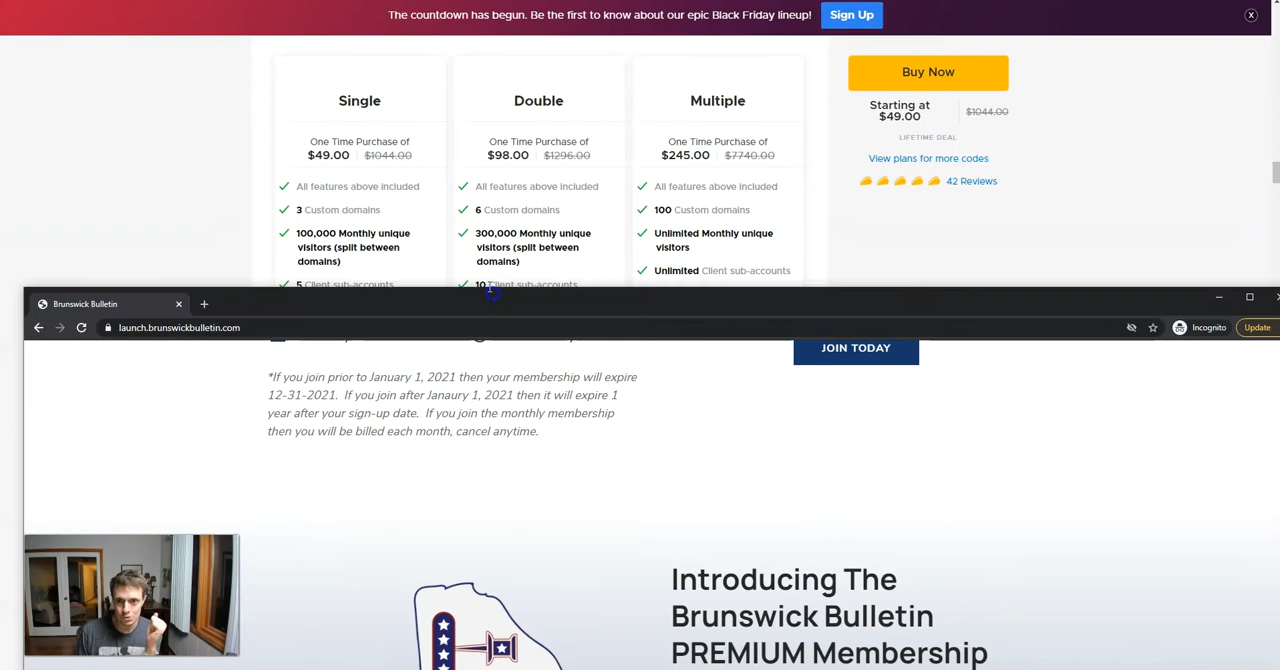 The countdown has begun. Be the first to know about our epic Black Friday lineup! Sign Up X
Single
One Time Purchase of
$49.00 $1044.00
All features above included
3 Custom domains
100,000 Monthly unique
visitors (split between
domains)
5 Client sub-accounts
Double
One Time Purchase of
$98.00 $1296.00
All features above included
6 Custom domains
300,000 Monthly unique
visitors (split between
domains)
10 Client sub-accounts
Multiple
One Time Purchase of
$245.00 $7740.00
All features above included
100 Custom domains
Unlimited Monthly unique
visitors
Unlimited Client sub-accounts
Buy Now
Starting at
$49.00 $1044.00
LIFETIME DEAL
View plans for more codes
42 Reviews
Brunswick Bulletin
launch.brunswickbulletin.com Incognito Update
JOIN TODAY
*If you join prior to January 1, 2021 then your membership will expire
12-31-2021. If you join after Janaury 1, 2021 then it will expire 1
year after your sign-up date. If you join the monthly membership
then you will be billed each month, cancel anytime.
Introducing The
Brunswick Bulletin
PREMIUM Membership